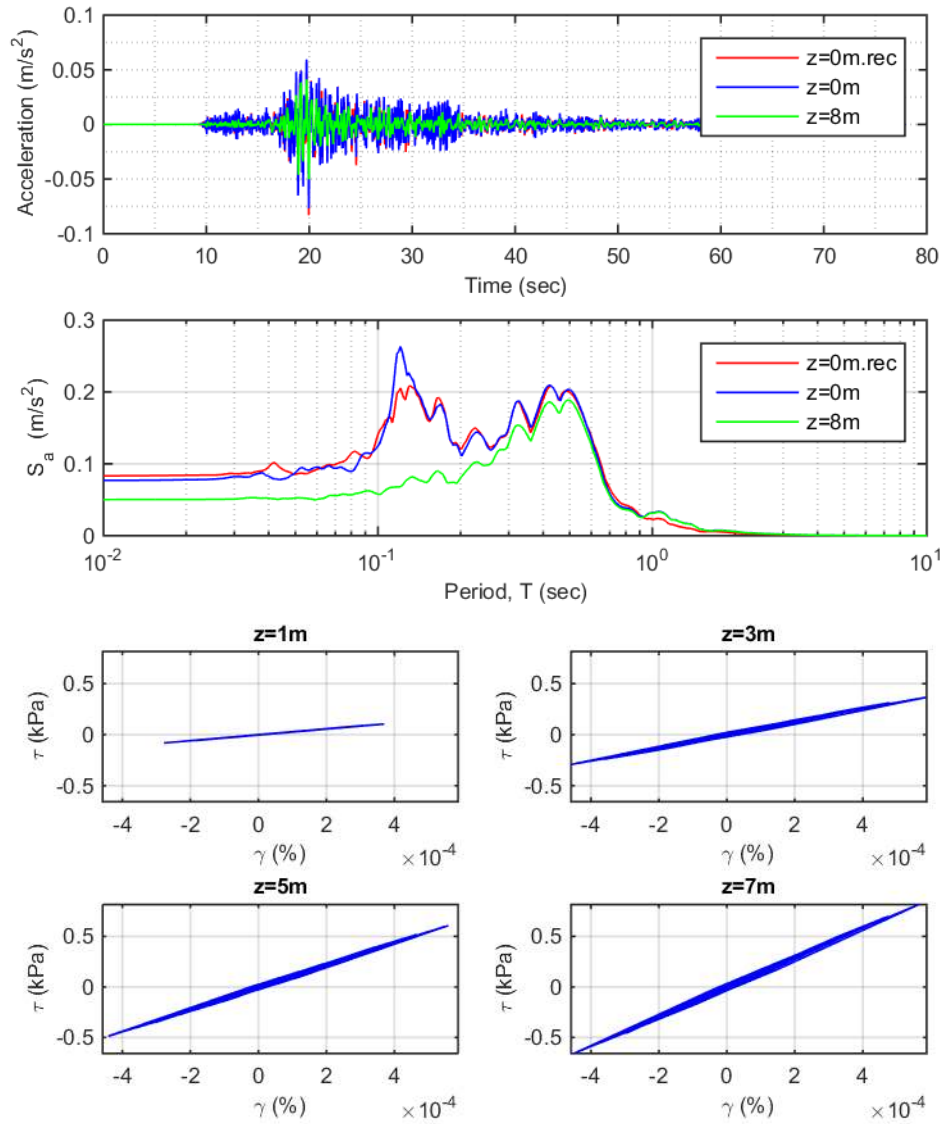 0.1
0.05
0
-0.05
-0.1
Acceleration (m/s²)
z=0m.rec
z=0m
z=8m
0 10 20 30 40 50 60 70 80
Time (sec)
0.3
0.2
0.1
0
S_a (m/s²)
z=0m.rec
z=0m
z=8m
10⁻² 10⁻¹ 10⁰ 10¹
Period, T (sec)
z=1m
0.5
0
-0.5
τ (kPa)
-4 -2 0 2 4
γ (%)
×10⁻⁴
z=3m
0.5
0
-0.5
τ (kPa)
-4 -2 0 2 4
γ (%)
×10⁻⁴
z=5m
0.5
0
-0.5
τ (kPa)
-4 -2 0 2 4
γ (%)
×10⁻⁴
z=7m
0.5
0
-0.5
τ (kPa)
-4 -2 0 2 4
γ (%)
×10⁻⁴